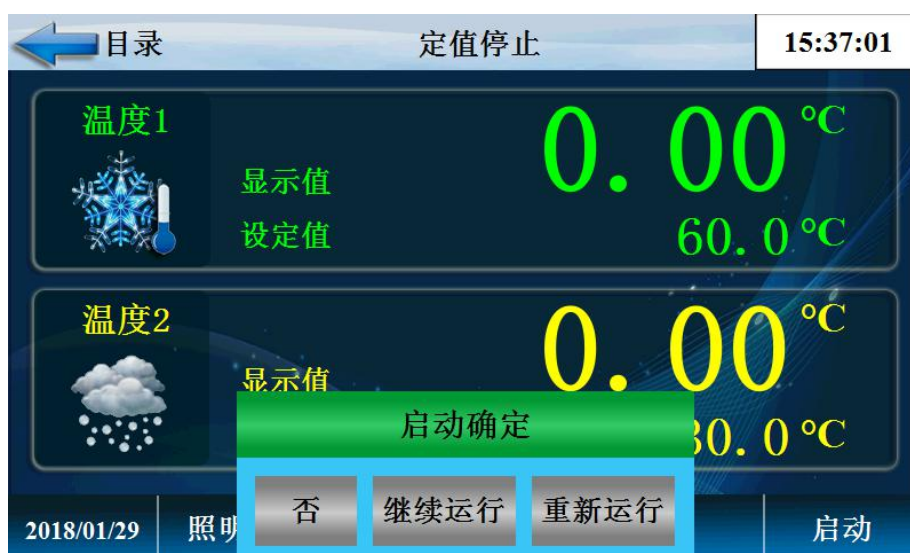 目录
定值停止
15:37:01
温度1
0.00 °C
显示值
设定值
60.0 °C
温度2
0.00 °C
显示值
0.0 °C
启动确定
否
继续运行
重新运行
2018/01/29
照明
启动